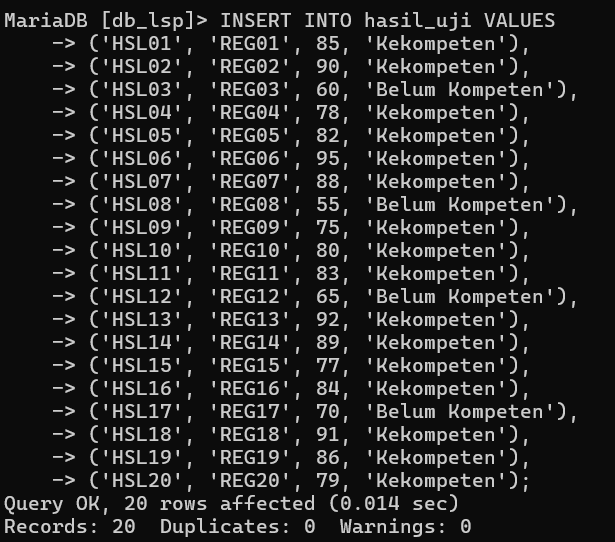 MariaDB [db_lsp]> INSERT INTO hasil_uji VALUES
    -> ('HSL01', 'REG01', 85, 'Kekompeten'),
    -> ('HSL02', 'REG02', 90, 'Kekompeten'),
    -> ('HSL03', 'REG03', 60, 'Belum Kompeten'),
    -> ('HSL04', 'REG04', 78, 'Kekompeten'),
    -> ('HSL05', 'REG05', 82, 'Kekompeten'),
    -> ('HSL06', 'REG06', 95, 'Kekompeten'),
    -> ('HSL07', 'REG07', 88, 'Kekompeten'),
    -> ('HSL08', 'REG08', 55, 'Belum Kompeten'),
    -> ('HSL09', 'REG09', 75, 'Kekompeten'),
    -> ('HSL10', 'REG10', 80, 'Kekompeten'),
    -> ('HSL11', 'REG11', 83, 'Kekompeten'),
    -> ('HSL12', 'REG12', 65, 'Belum Kompeten'),
    -> ('HSL13', 'REG13', 92, 'Kekompeten'),
    -> ('HSL14', 'REG14', 89, 'Kekompeten'),
    -> ('HSL15', 'REG15', 77, 'Kekompeten'),
    -> ('HSL16', 'REG16', 84, 'Kekompeten'),
    -> ('HSL17', 'REG17', 70, 'Belum Kompeten'),
    -> ('HSL18', 'REG18', 91, 'Kekompeten'),
    -> ('HSL19', 'REG19', 86, 'Kekompeten'),
    -> ('HSL20', 'REG20', 79, 'Kekompeten');
Query OK, 20 rows affected (0.014 sec)
Records: 20  Duplicates: 0  Warnings: 0